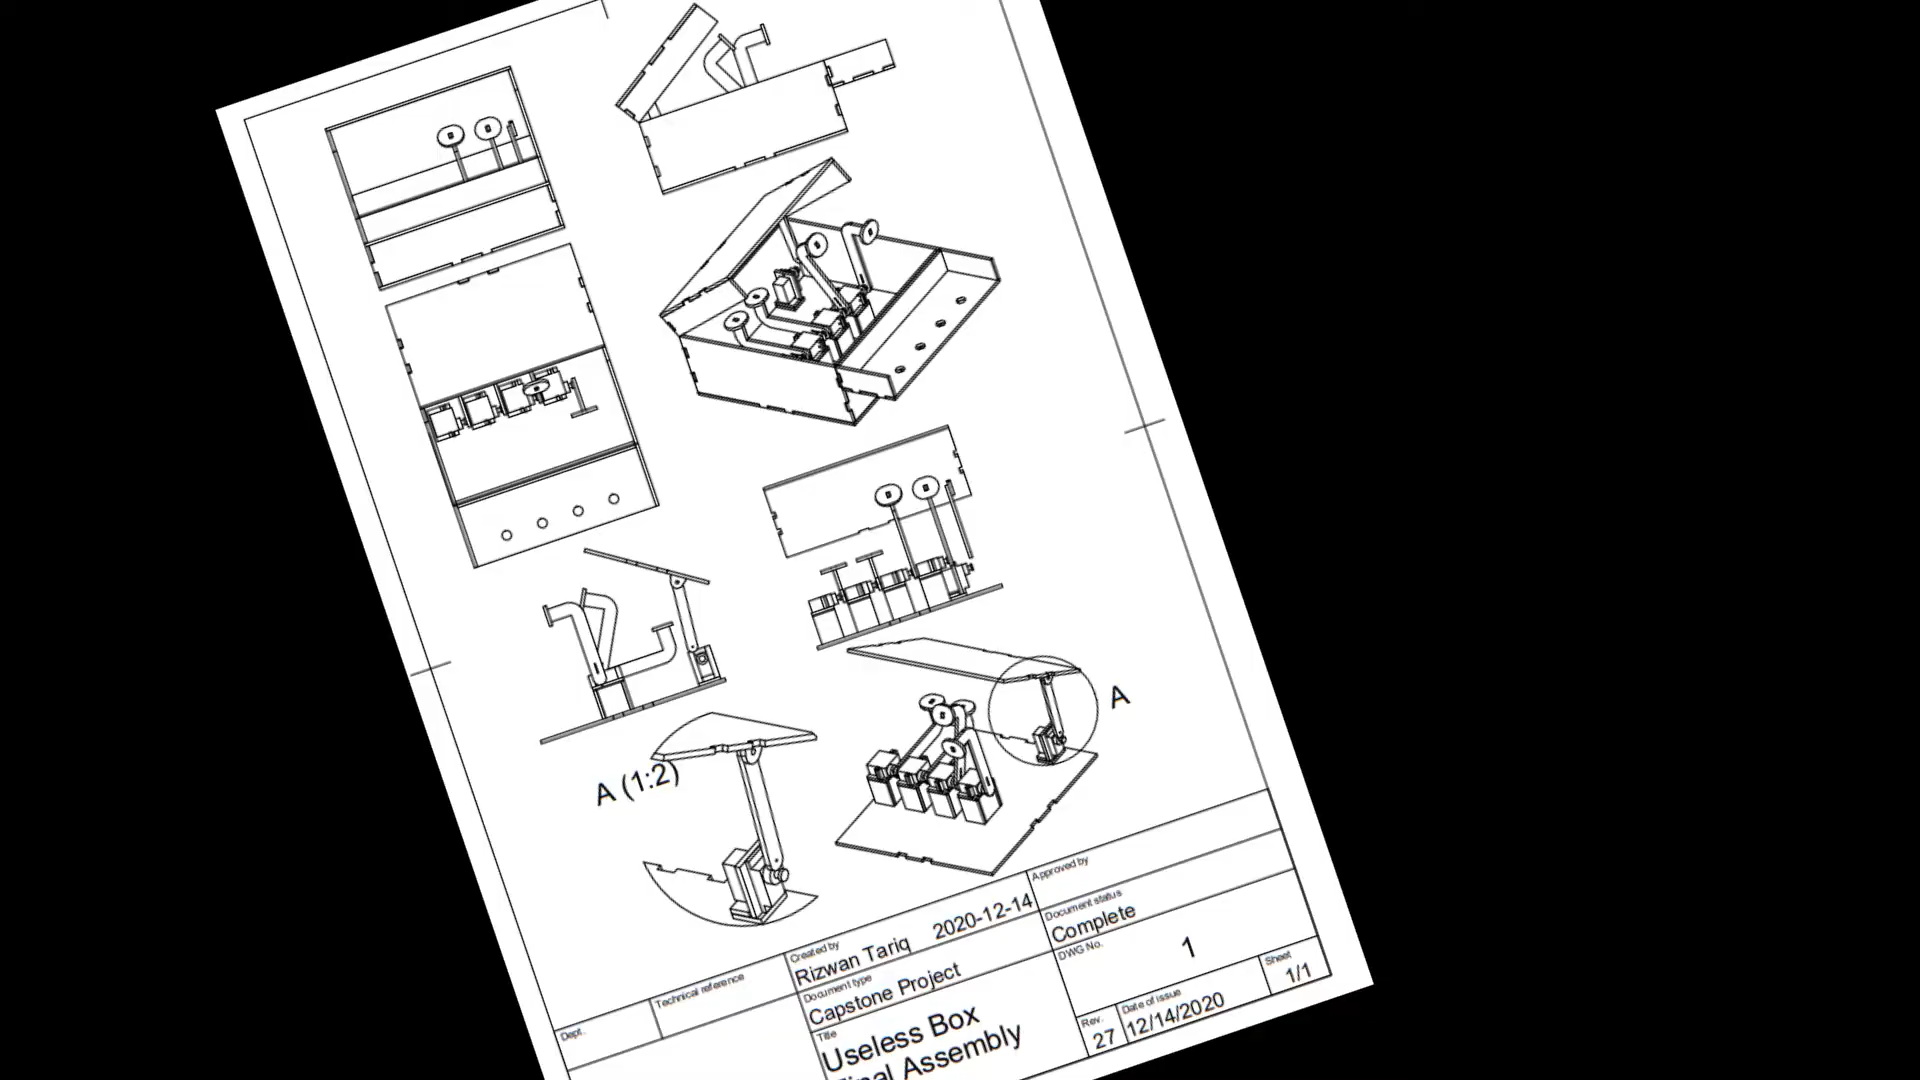 A
A (1:2)
Dept.
Technical reference
Created by
Rizwan Tariq 2020-12-14
Approved by
Document type
Capstone Project
Document status
Complete
Title
Useless Box
Final Assembly
DWG No.
1
Rev.
27
Date of issue
12/14/2020
Sheet
1/1